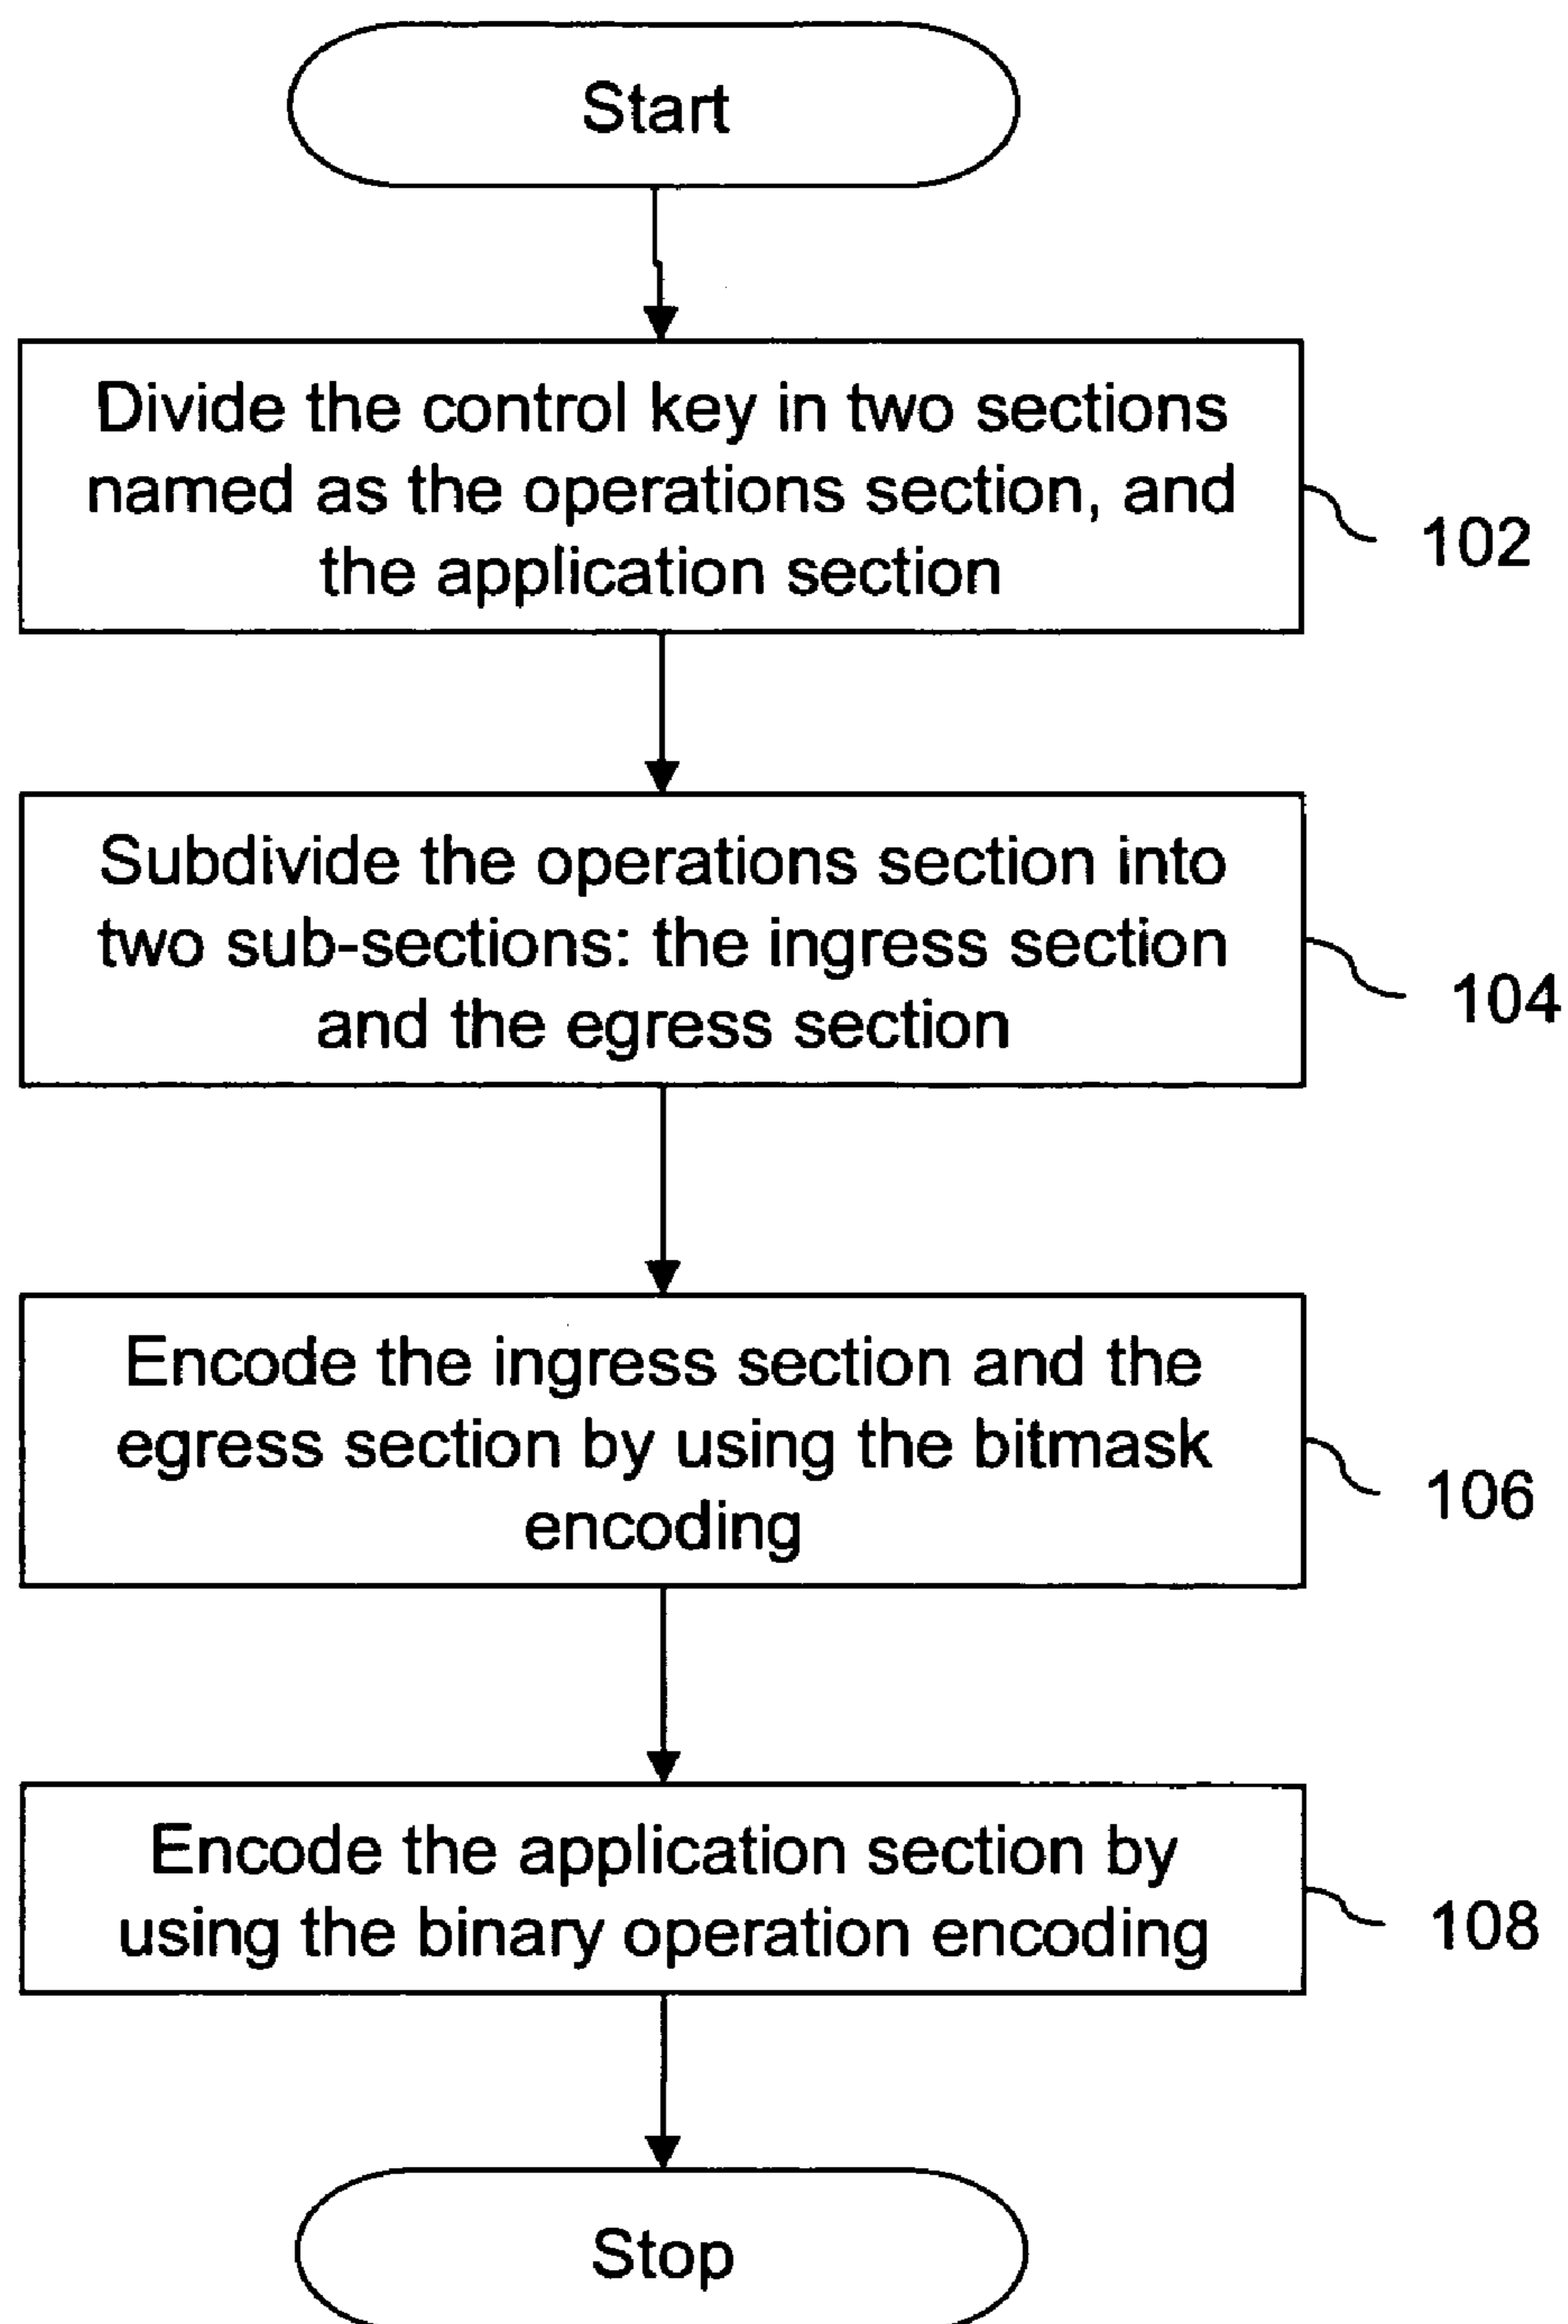 Start
Divide the control key in two sections
named as the operations section, and
the application section
102
Subdivide the operations section into
two sub-sections: the ingress section
and the egress section
104
Encode the ingress section and the
egress section by using the bitmask
encoding
106
Encode the application section by
using the binary operation encoding
108
Stop